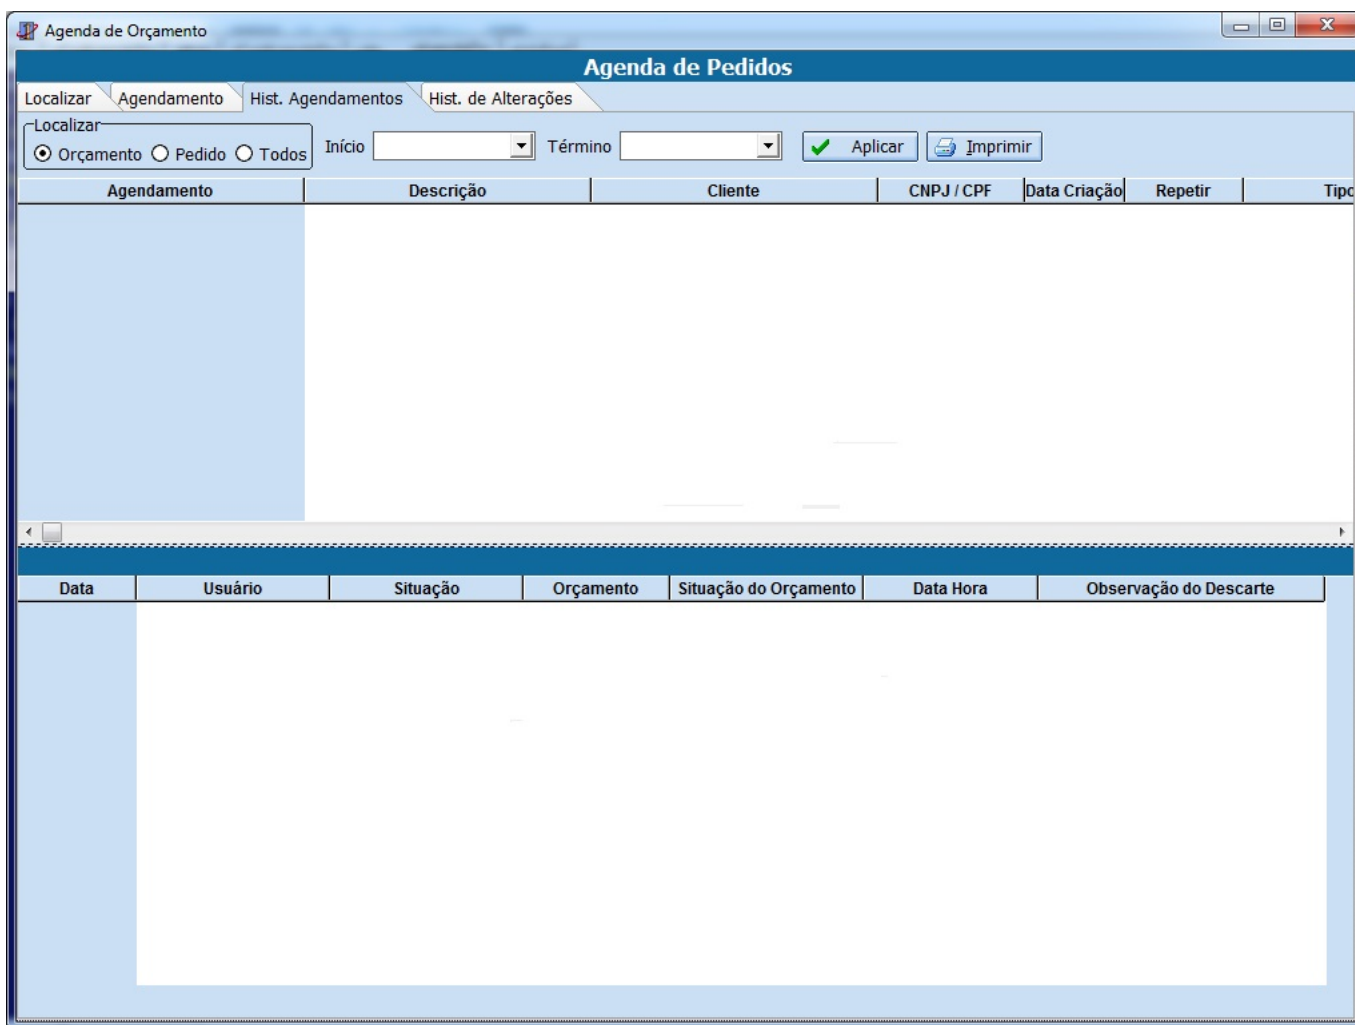 Agenda de Orçamento
Agenda de Pedidos
Localizar Agendamento Hist. Agendamentos Hist. de Alterações
Localizar
Orçamento Pedido Todos Início Término Aplicar Imprimir
Agendamento Descrição Cliente CNPJ / CPF Data Criação Repetir Tipo
Data Usuário Situação Orçamento Situação do Orçamento Data Hora Observação do Descarte